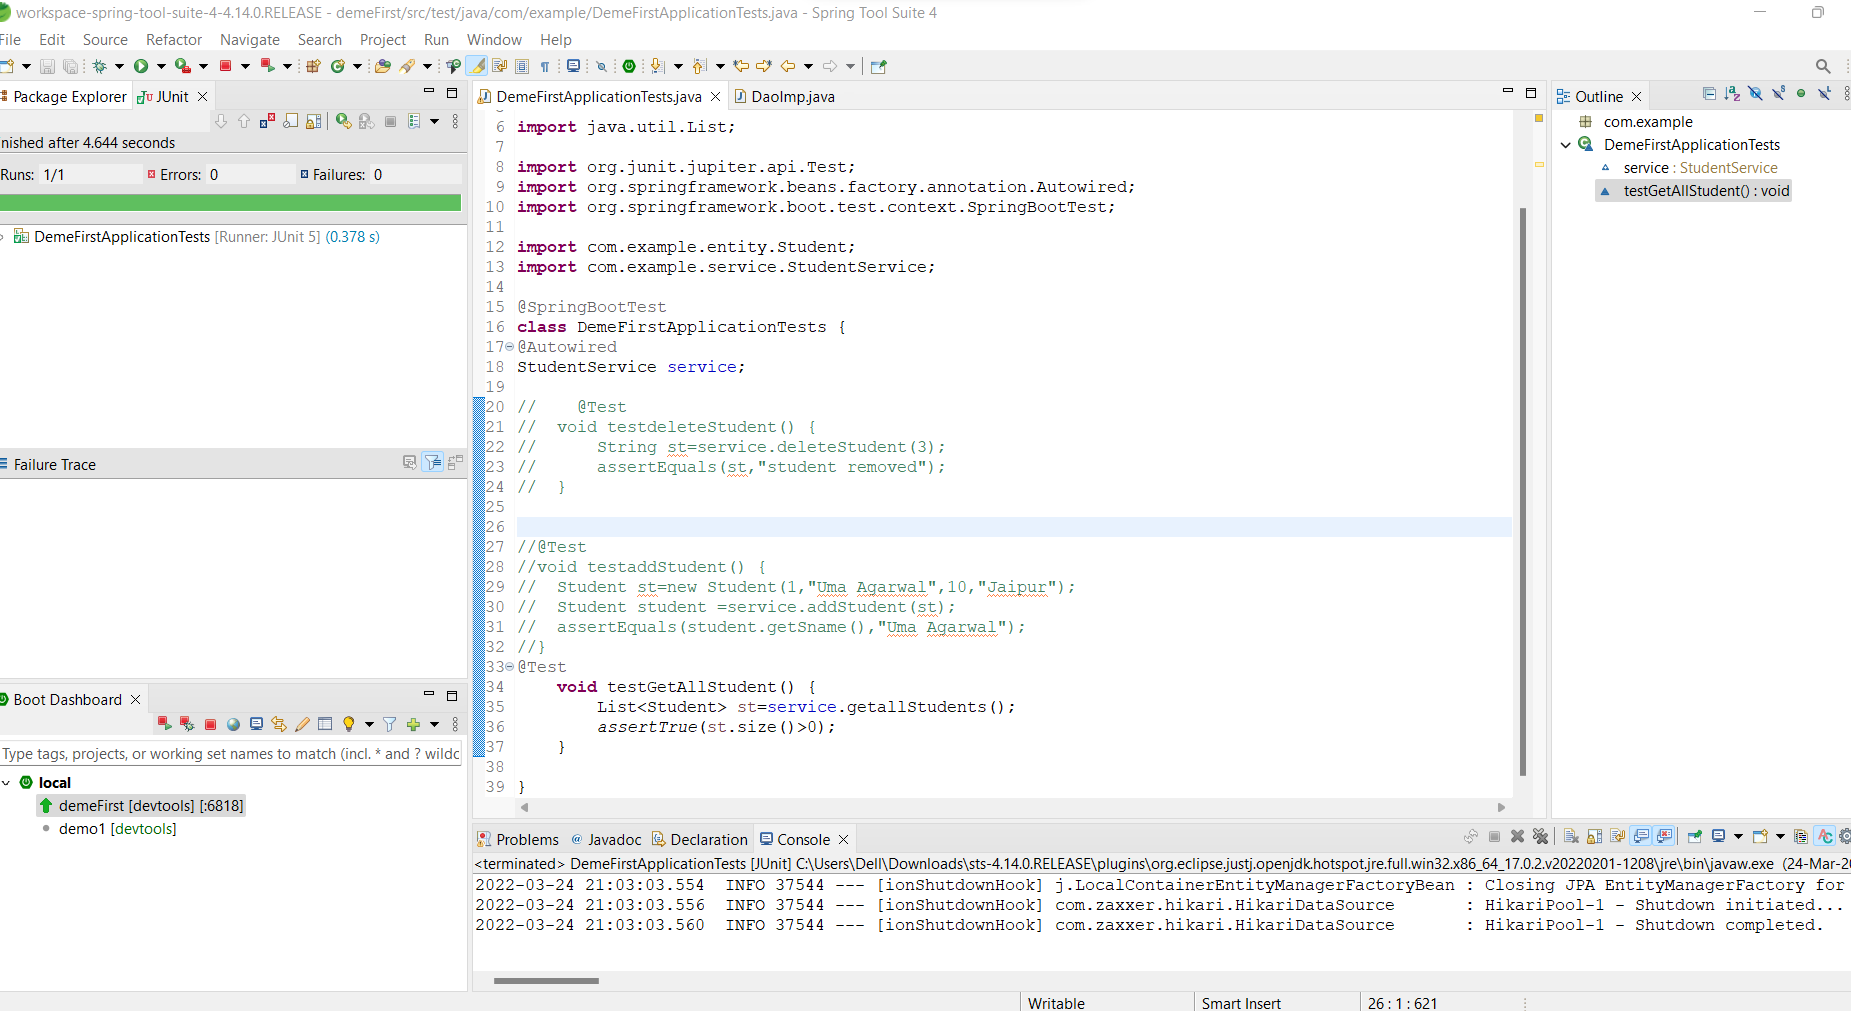 workspace-spring-tool-suite-4-4.14.0.RELEASE - demeFirst/src/test/java/com/example/DemeFirstApplicationTests.java - Spring Tool Suite 4
File Edit Source Refactor Navigate Search Project Run Window Help
Package Explorer JUnit
nished after 4.644 seconds
Runs: 1/1 Errors: 0 Failures: 0
DemeFirstApplicationTests [Runner: JUnit 5] (0.378 s)
Failure Trace
Boot Dashboard
Type tags, projects, or working set names to match (incl. * and ? wildc
local
demeFirst [devtools] [:6818]
demo1 [devtools]
DemeFirstApplicationTests.java DaoImp.java
6 import java.util.List;
7
8 import org.junit.jupiter.api.Test;
9 import org.springframework.beans.factory.annotation.Autowired;
10 import org.springframework.boot.test.context.SpringBootTest;
11
12 import com.example.entity.Student;
13 import com.example.service.StudentService;
14
15 @SpringBootTest
16 class DemeFirstApplicationTests {
17 @Autowired
18 StudentService service;
19
20 // @Test
21 // void testdeleteStudent() {
22 // String st=service.deleteStudent(3);
23 // assertEquals(st,"student removed");
24 // }
25
26
27 //@Test
28 //void testaddStudent() {
29 // Student st=new Student(1,"Uma Agarwal",10,"Jaipur");
30 // Student student =service.addStudent(st);
31 // assertEquals(student.getSname(),"Uma Agarwal");
32 //}
33 @Test
34 void testGetAllStudent() {
35 List<Student> st=service.getallStudents();
36 assertTrue(st.size()>0);
37 }
38
39 }
Outline
com.example
DemeFirstApplicationTests
service : StudentService
testGetAllStudent() : void
Problems Javadoc Declaration Console
<terminated> DemeFirstApplicationTests [JUnit] C:\Users\Dell\Downloads\sts-4.14.0.RELEASE\plugins\org.eclipse.justj.openjdk.hotspot.jre.full.win32.x86_64_17.0.2.v20220201-1208\jre\bin\javaw.exe (24-Mar-20
2022-03-24 21:03:03.554 INFO 37544 --- [ionShutdownHook] j.LocalContainerEntityManagerFactoryBean : Closing JPA EntityManagerFactory for
2022-03-24 21:03:03.556 INFO 37544 --- [ionShutdownHook] com.zaxxer.hikari.HikariDataSource : HikariPool-1 - Shutdown initiated...
2022-03-24 21:03:03.560 INFO 37544 --- [ionShutdownHook] com.zaxxer.hikari.HikariDataSource : HikariPool-1 - Shutdown completed.
Writable Smart Insert 26 : 1 : 621